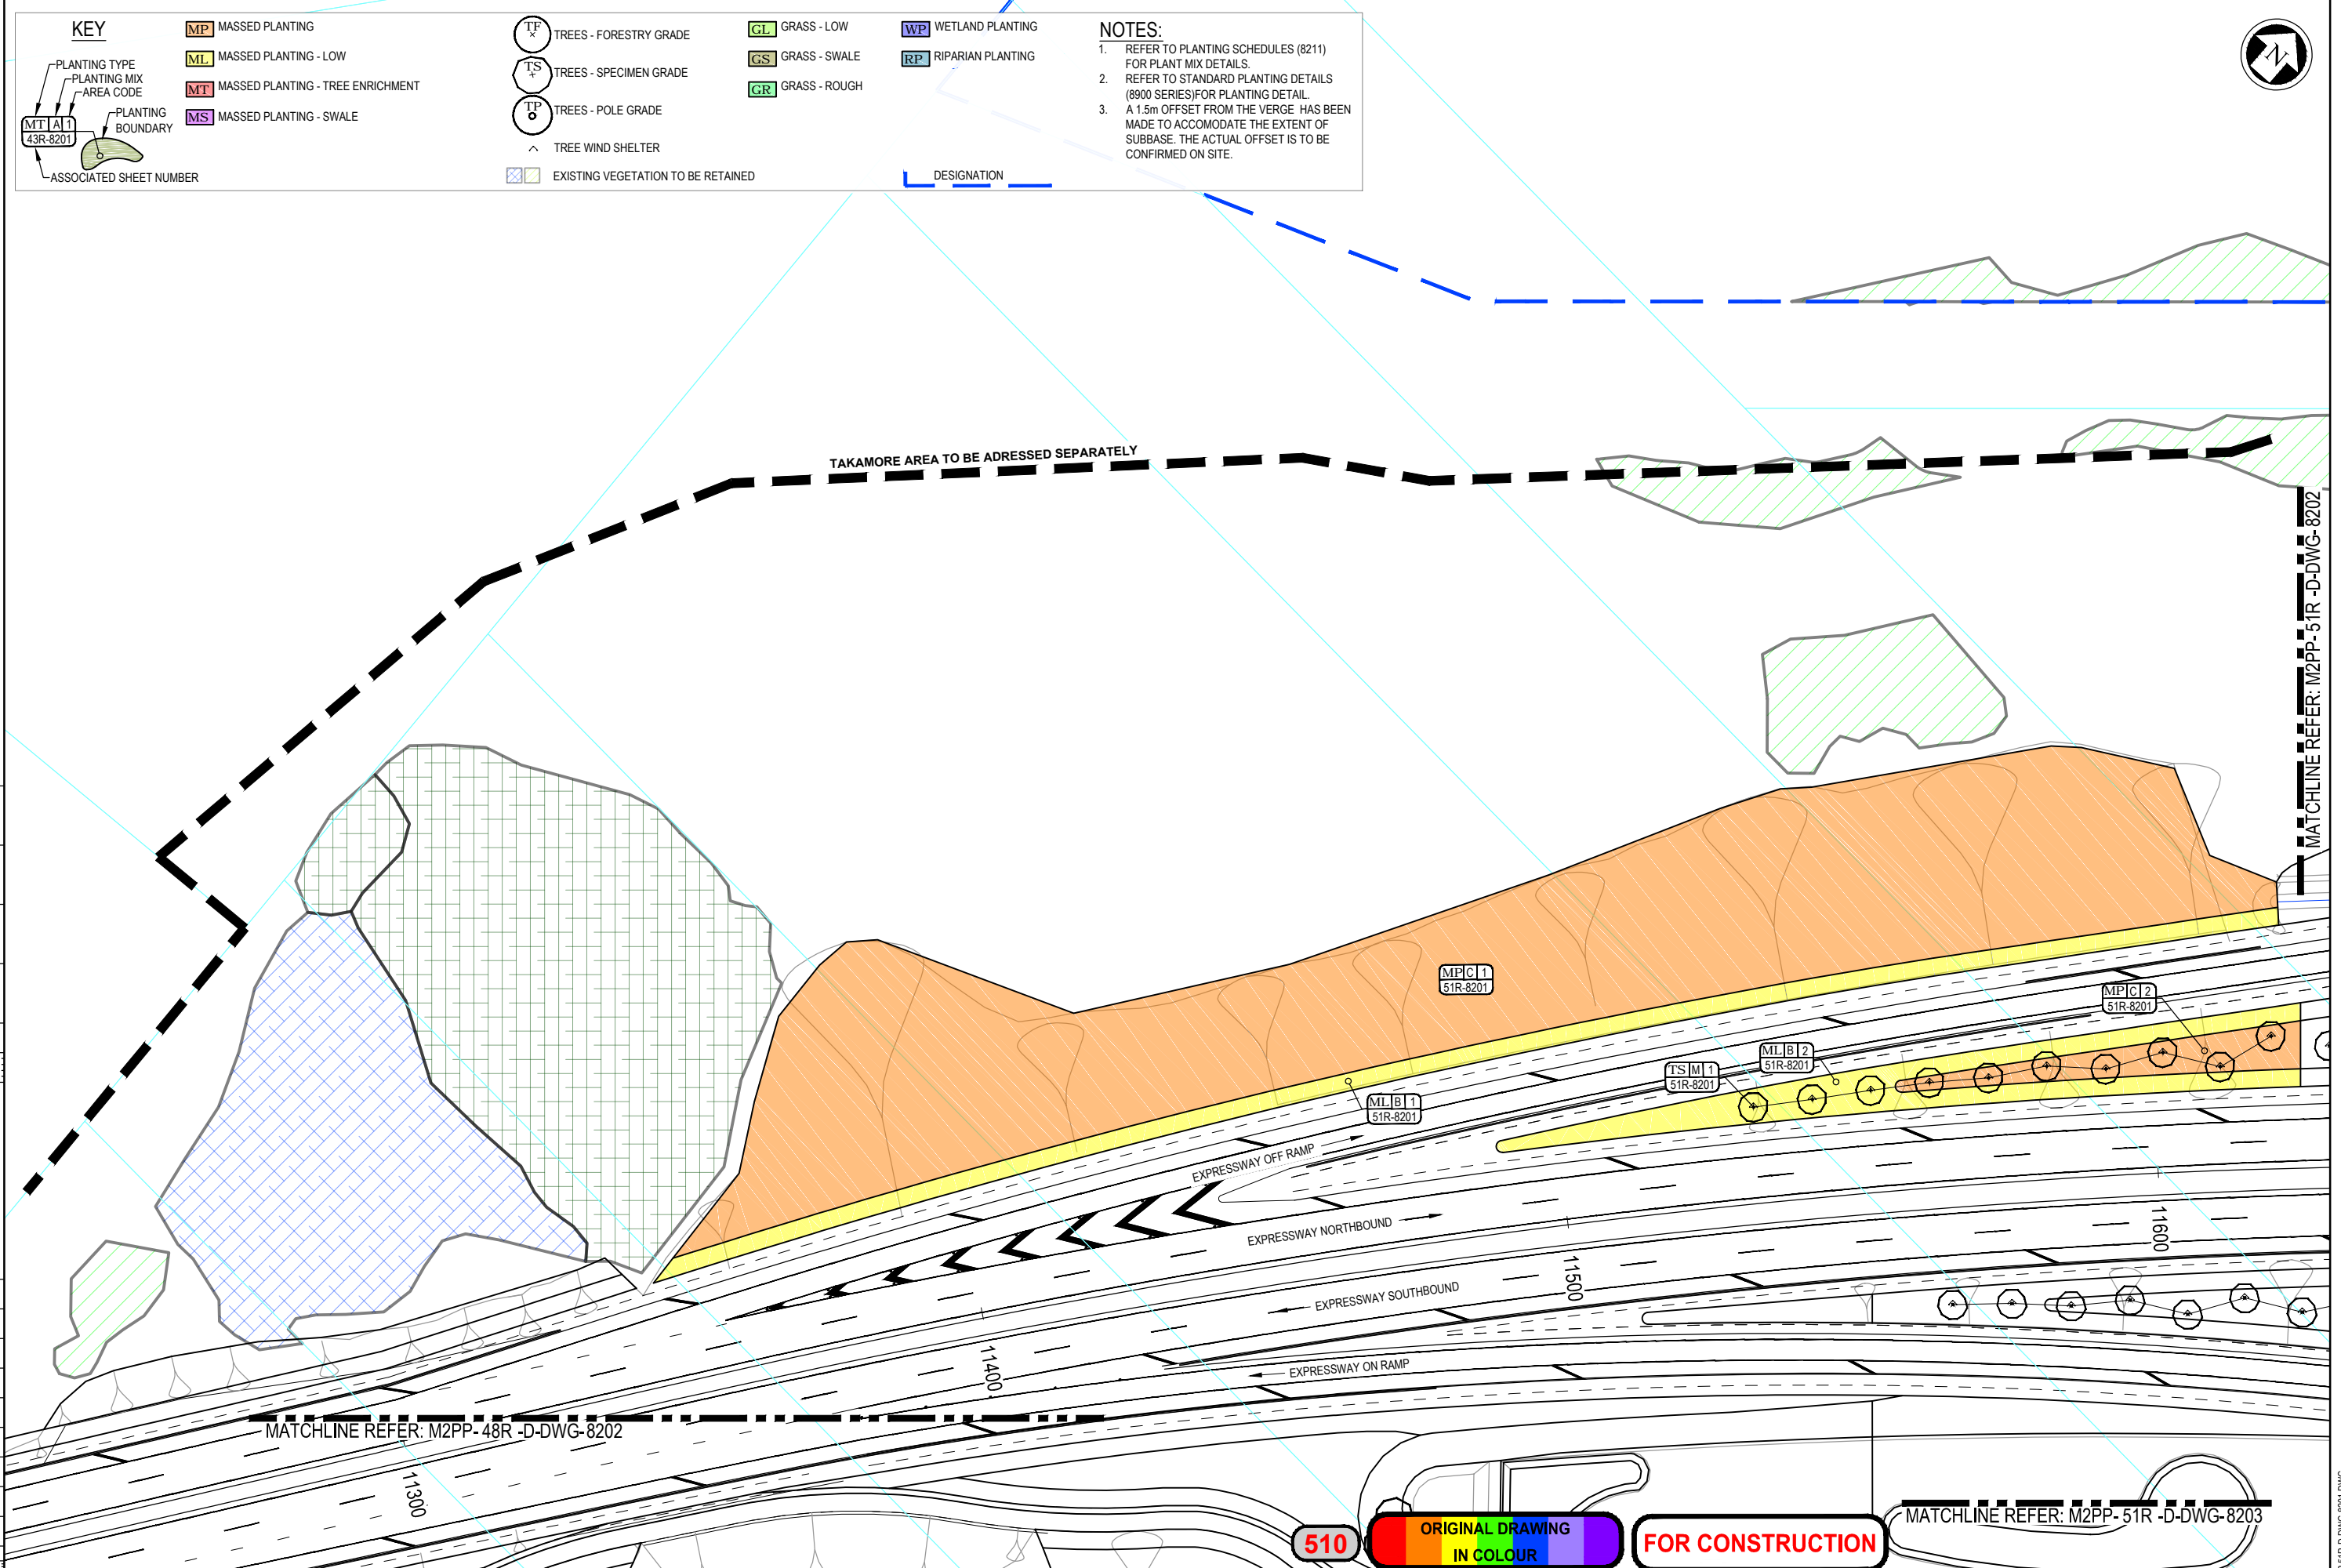 KEY
PLANTING TYPE
PLANTING MIX
AREA CODE
MT A 1
43R-8201
PLANTING
BOUNDARY
ASSOCIATED SHEET NUMBER
MP MASSED PLANTING
ML MASSED PLANTING - LOW
MT MASSED PLANTING - TREE ENRICHMENT
MS MASSED PLANTING - SWALE
TF TREES - FORESTRY GRADE
TS TREES - SPECIMEN GRADE
TP TREES - POLE GRADE
TREE WIND SHELTER
EXISTING VEGETATION TO BE RETAINED
GL GRASS - LOW
GS GRASS - SWALE
GR GRASS - ROUGH
WP WETLAND PLANTING
RP RIPARIAN PLANTING
DESIGNATION
NOTES:
1. REFER TO PLANTING SCHEDULES (8211)
FOR PLANT MIX DETAILS.
2. REFER TO STANDARD PLANTING DETAILS
(8900 SERIES)FOR PLANTING DETAIL.
3. A 1.5m OFFSET FROM THE VERGE HAS BEEN
MADE TO ACCOMODATE THE EXTENT OF
SUBBASE. THE ACTUAL OFFSET IS TO BE
CONFIRMED ON SITE.
N
TAKAMORE AREA TO BE ADRESSED SEPARATELY
MATCHLINE REFER: M2PP- 51R -D-DWG- 8202
MP C 1
51R-8201
MP C 2
51R-8201
ML B 2
51R-8201
TS M 1
51R-8201
ML B 1
51R-8201
EXPRESSWAY OFF RAMP
EXPRESSWAY NORTHBOUND
EXPRESSWAY SOUTHBOUND
EXPRESSWAY ON RAMP
11600
11500
11400
11300
MATCHLINE REFER: M2PP- 48R -D-DWG- 8202
MATCHLINE REFER: M2PP- 51R -D-DWG- 8203
510
ORIGINAL DRAWING
IN COLOUR
FOR CONSTRUCTION